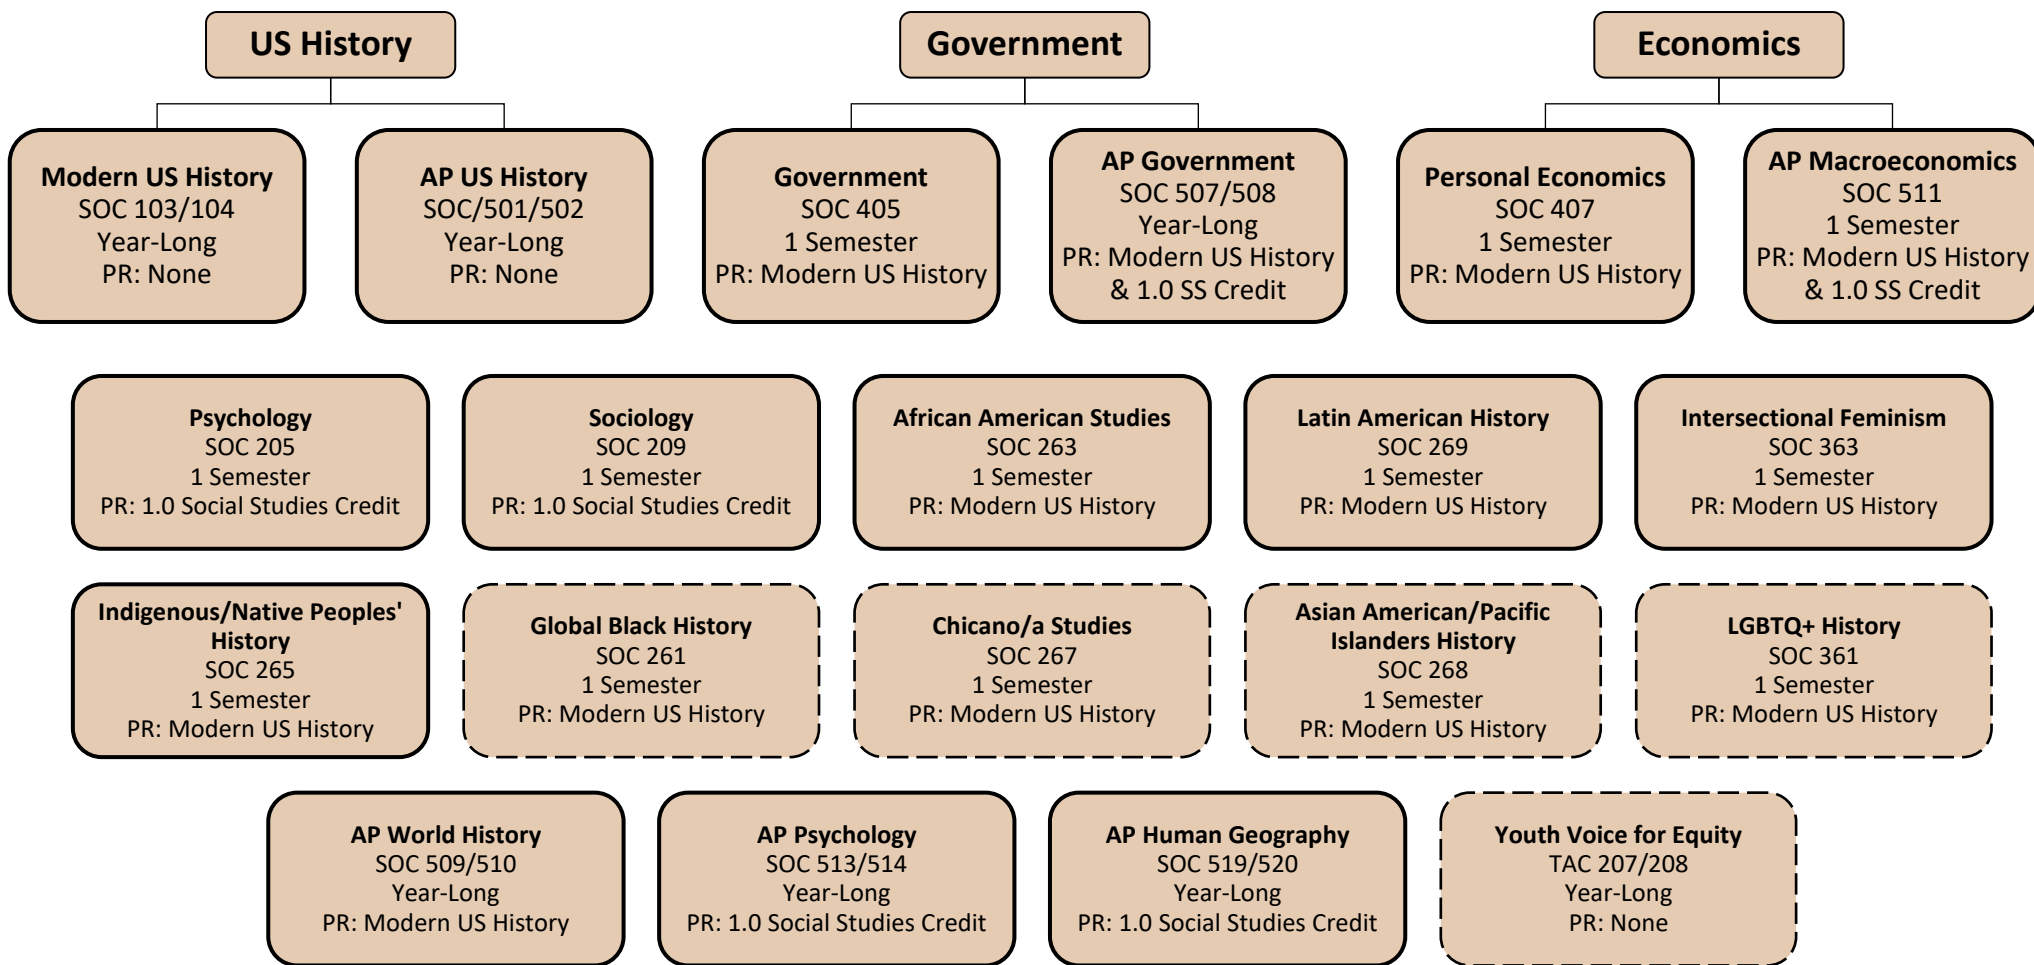 US History
Government
Economics
Modern US History
SOC 103/104
Year-Long
PR: None
AP US History
SOC/501/502
Year-Long
PR: None
Government
SOC 405
1 Semester
PR: Modern US History
AP Government
SOC 507/508
Year-Long
PR: Modern US History
& 1.0 SS Credit
Personal Economics
SOC 407
1 Semester
PR: Modern US History
AP Macroeconomics
SOC 511
1 Semester
PR: Modern US History
& 1.0 SS Credit
Psychology
SOC 205
1 Semester
PR: 1.0 Social Studies Credit
Sociology
SOC 209
1 Semester
PR: 1.0 Social Studies Credit
African American Studies
SOC 263
1 Semester
PR: Modern US History
Latin American History
SOC 269
1 Semester
PR: Modern US History
Intersectional Feminism
SOC 363
1 Semester
PR: Modern US History
Indigenous/Native Peoples'
History
SOC 265
1 Semester
PR: Modern US History
Global Black History
SOC 261
1 Semester
PR: Modern US History
Chicano/a Studies
SOC 267
1 Semester
PR: Modern US History
Asian American/Pacific
Islanders History
SOC 268
1 Semester
PR: Modern US History
LGBTQ+ History
SOC 361
1 Semester
PR: Modern US History
AP World History
SOC 509/510
Year-Long
PR: Modern US History
AP Psychology
SOC 513/514
Year-Long
PR: 1.0 Social Studies Credit
AP Human Geography
SOC 519/520
Year-Long
PR: 1.0 Social Studies Credit
Youth Voice for Equity
TAC 207/208
Year-Long
PR: None